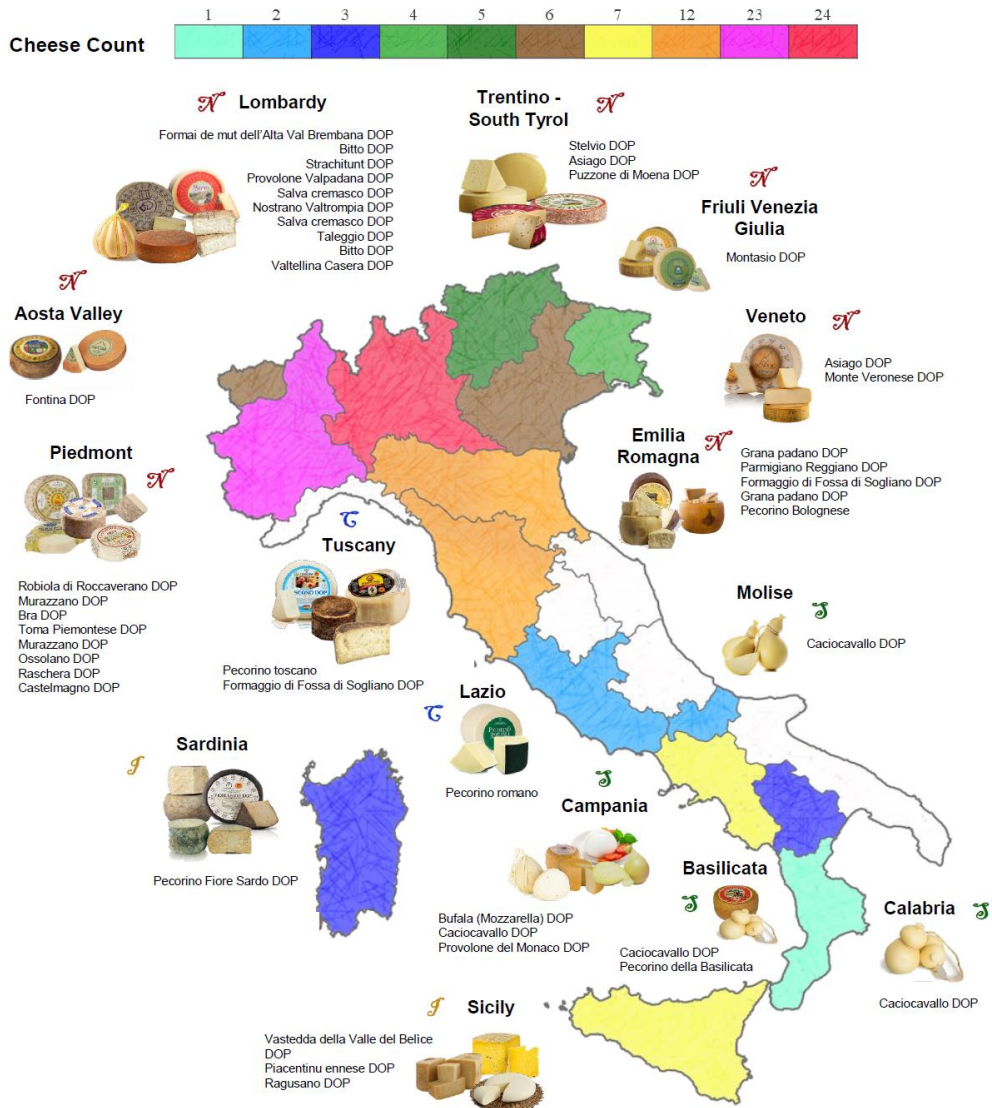 1 2 3 4 5 6 7 12 23 24
Cheese Count
N Lombardy
Formai de mut dell'Alta Val Brembana DOP
Bitto DOP
Strachitunt DOP
Provolone Valpadana DOP
Salva cremasco DOP
Nostrano Valtrompia DOP
Salva cremasco DOP
Taleggio DOP
Bitto DOP
Valtellina Casera DOP
Trentino -
South Tyrol
N
Stelvio DOP
Asiago DOP
Puzzone di Moena DOP
N
Friuli Venezia
Giulia
Montasio DOP
N
Aosta Valley
Fontina DOP
Veneto N
Asiago DOP
Monte Veronese DOP
Piedmont
N
Robiola di Roccaverano DOP
Murazzano DOP
Bra DOP
Toma Piemontese DOP
Murazzano DOP
Ossolano DOP
Raschera DOP
Castelmagno DOP
Emilia
Romagna
N
Grana padano DOP
Parmigiano Reggiano DOP
Formaggio di Fossa di Sogliano DOP
Grana padano DOP
Pecorino Bolognese
C
Tuscany
Pecorino toscano
Formaggio di Fossa di Sogliano DOP
Molise
S
Caciocavallo DOP
Lazio
C
Pecorino romano
Sardinia
I
Pecorino Fiore Sardo DOP
S
Campania
Bufala (Mozzarella) DOP
Caciocavallo DOP
Provolone del Monaco DOP
Basilicata
S
Caciocavallo DOP
Pecorino della Basilicata
Calabria S
Caciocavallo DOP
I Sicily
Vastedda della Valle del Belice
DOP
Piacentinu ennese DOP
Ragusano DOP